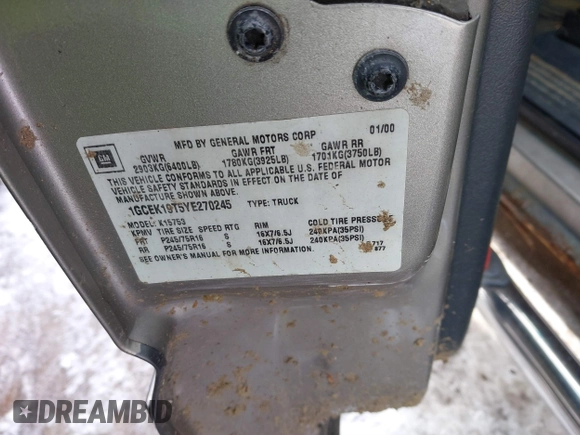 MFD BY GENERAL MOTORS CORP 01/00
GVWR GAWR FRT GAWR RR
2903KG(6400LB) 1780KG(3925LB) 1701KG(3750LB)
THIS VEHICLE CONFORMS TO ALL APPLICABLE U.S. FEDERAL MOTOR
VEHICLE SAFETY STANDARDS IN EFFECT ON THE DATE OF
MANUFACTURE SHOWN ABOVE.
1GCEK19T5YE270245 TYPE: TRUCK
MODEL: K15753
TIRE SIZE SPEED RTG RIM COLD TIRE PRESSURE
FRT P245/75R16 S 16X7/6.5J 240KPA(35PSI)
RR P245/75R16 S 16X7/6.5J 240KPA(35PSI)
SEE OWNER'S MANUAL FOR MORE INFORMATION.
717
877
GM
DREAMBID